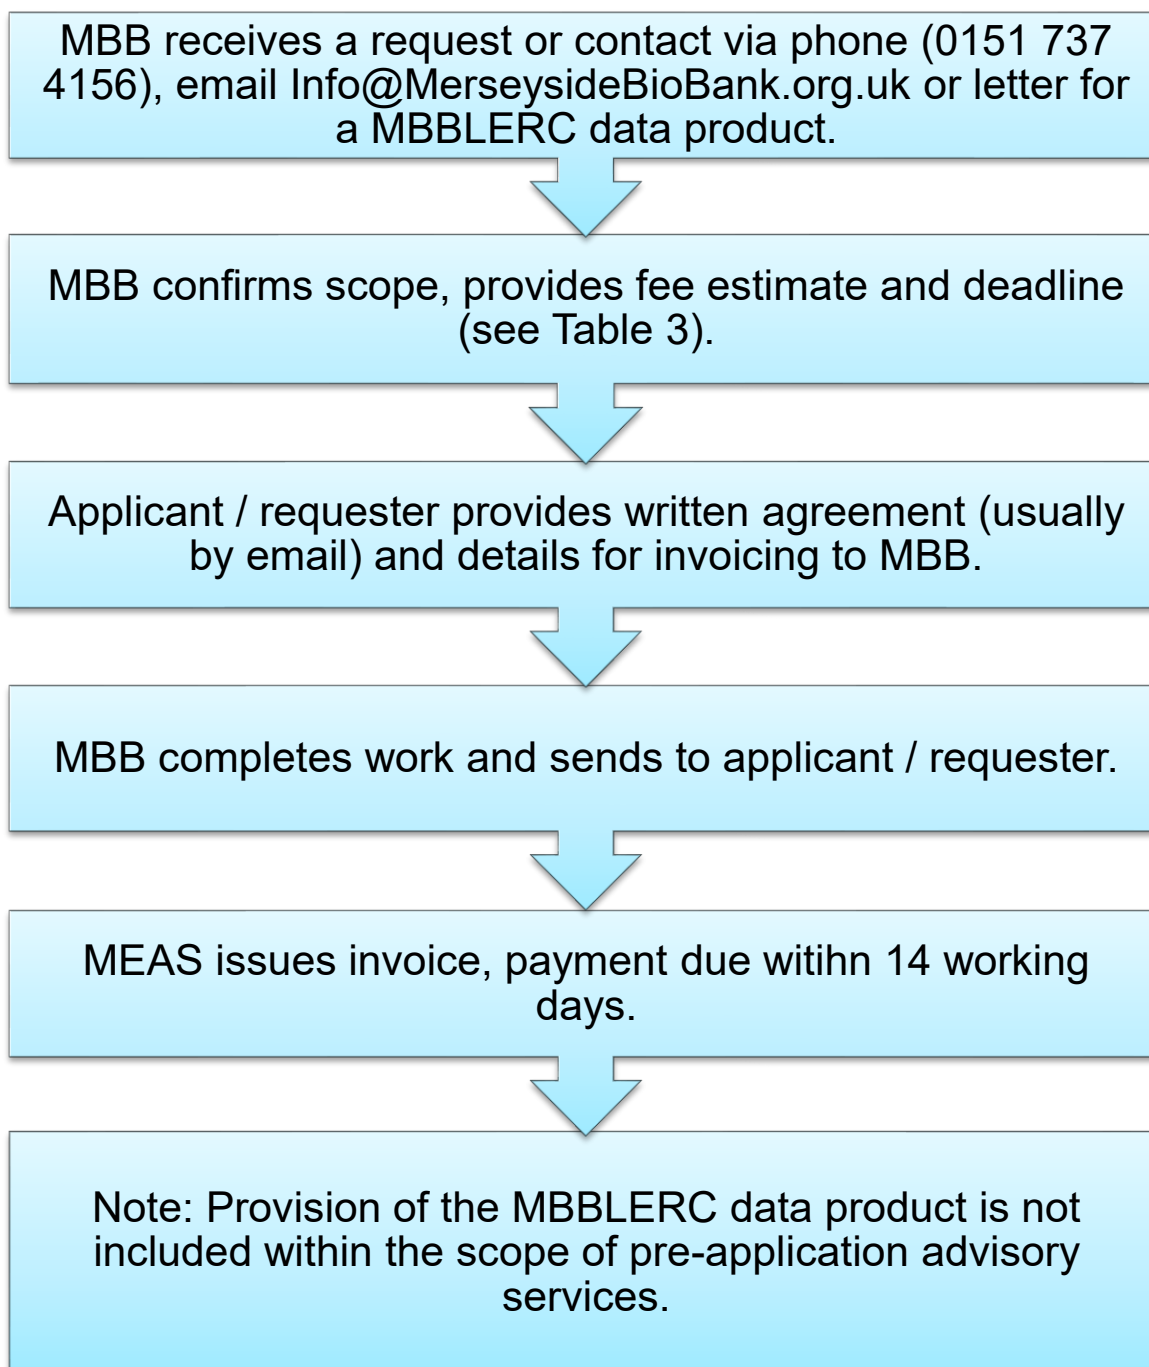 MBB receives a request or contact via phone (0151 737
4156), email Info@MerseysideBioBank.org.uk or letter for
a MBBLERC data product.
MBB confirms scope, provides fee estimate and deadline
(see Table 3).
Applicant / requester provides written agreement (usually
by email) and details for invoicing to MBB.
MBB completes work and sends to applicant / requester.
MEAS issues invoice, payment due witihn 14 working
days.
Note: Provision of the MBBLERC data product is not
included within the scope of pre-application advisory
services.